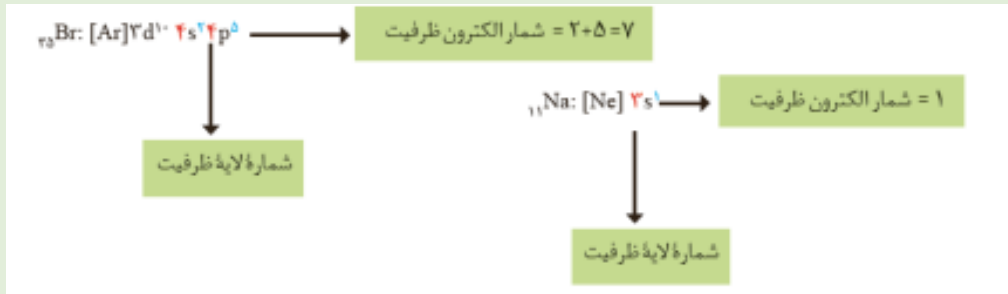 ₃₅Br: [Ar]۳d¹⁰ ۴s²۴p⁵
شمار الکترون ظرفیت = ۲+۵=۷
₁₁Na: [Ne] ۳s¹
شمار الکترون ظرفیت = ۱
شمارهٔ لایهٔ ظرفیت
شمارهٔ لایهٔ ظرفیت